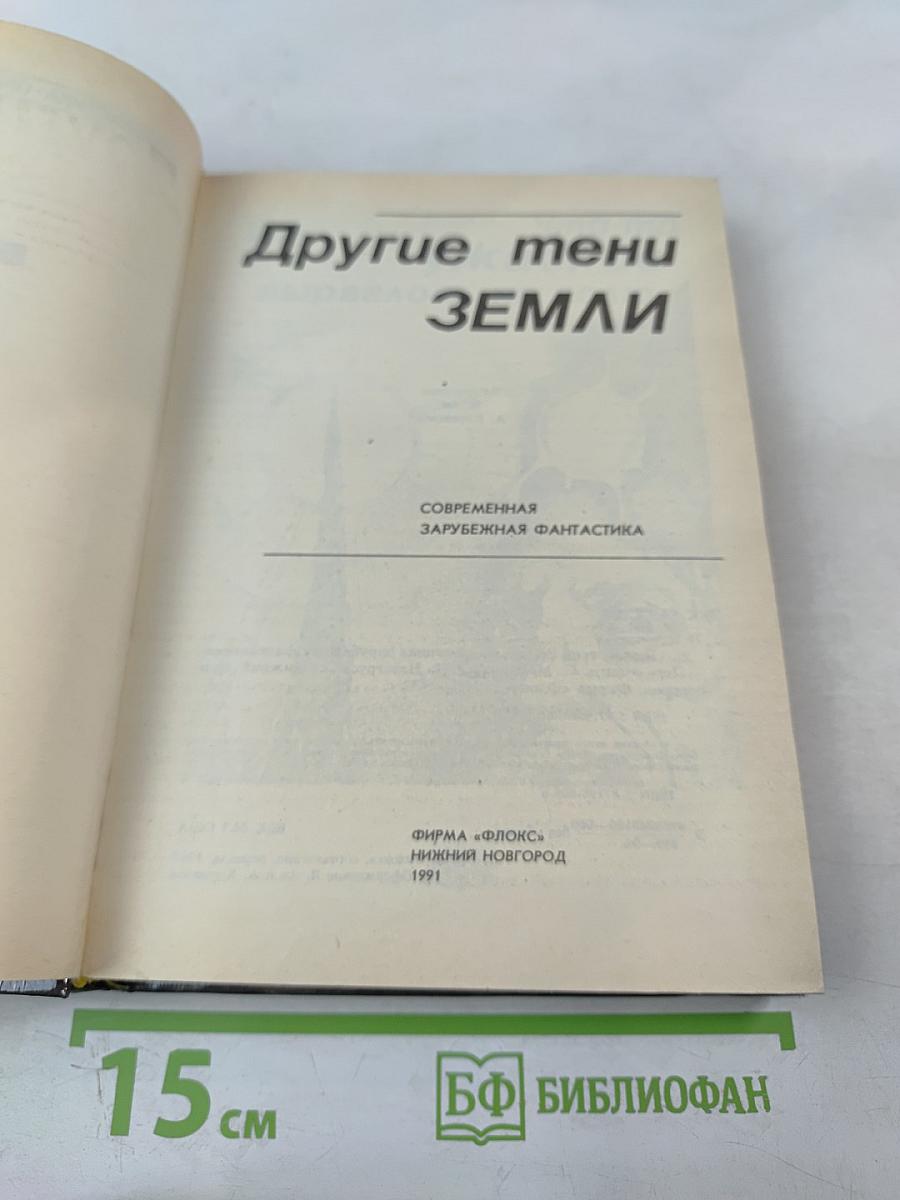 Другие тени
ЗЕМЛИ
СОВРЕМЕННАЯ
ЗАРУБЕЖНАЯ ФАНТАСТИКА
ФИРМА «ФЛОКС»
НИЖНИЙ НОВГОРОД
1991
15 см
БФ БИБЛИОФАН